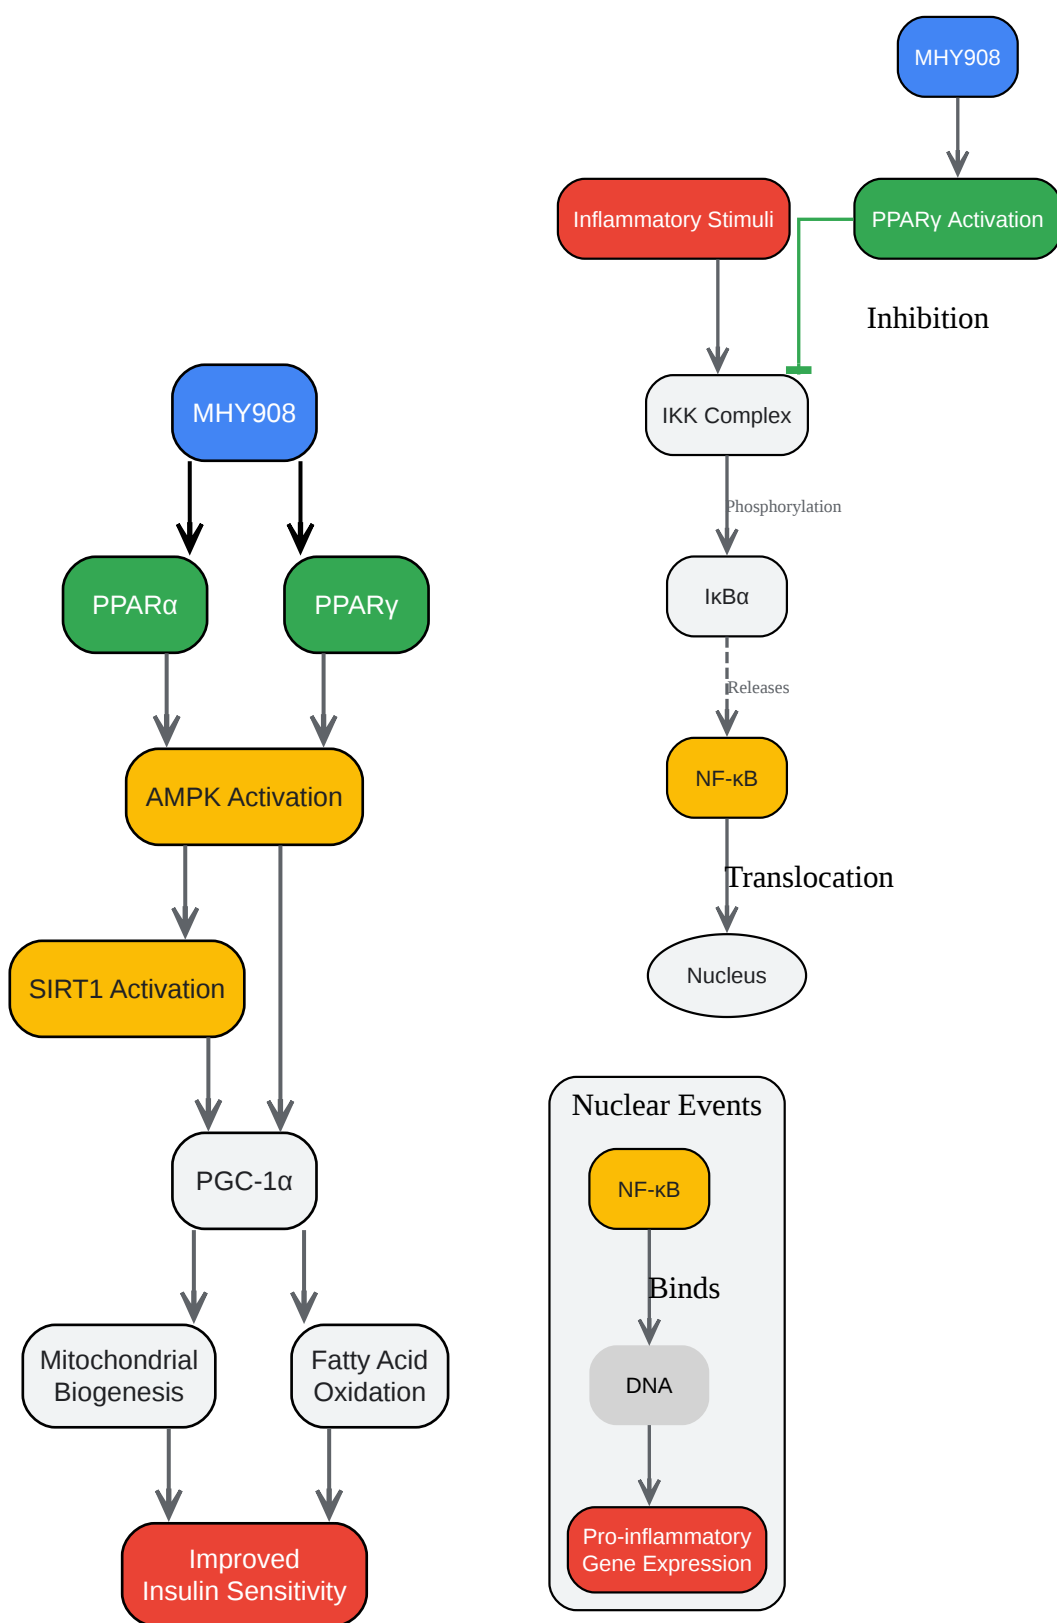 MHY908
PPARα
PPARγ
AMPK Activation
SIRT1 Activation
PGC-1α
Mitochondrial
Biogenesis
Fatty Acid
Oxidation
Improved
Insulin Sensitivity
MHY908
Inflammatory Stimuli
PPARγ Activation
Inhibition
IKK Complex
Phosphorylation
IκBα
Releases
NF-κB
Translocation
Nucleus
Nuclear Events
NF-κB
Binds
DNA
Pro-inflammatory
Gene Expression